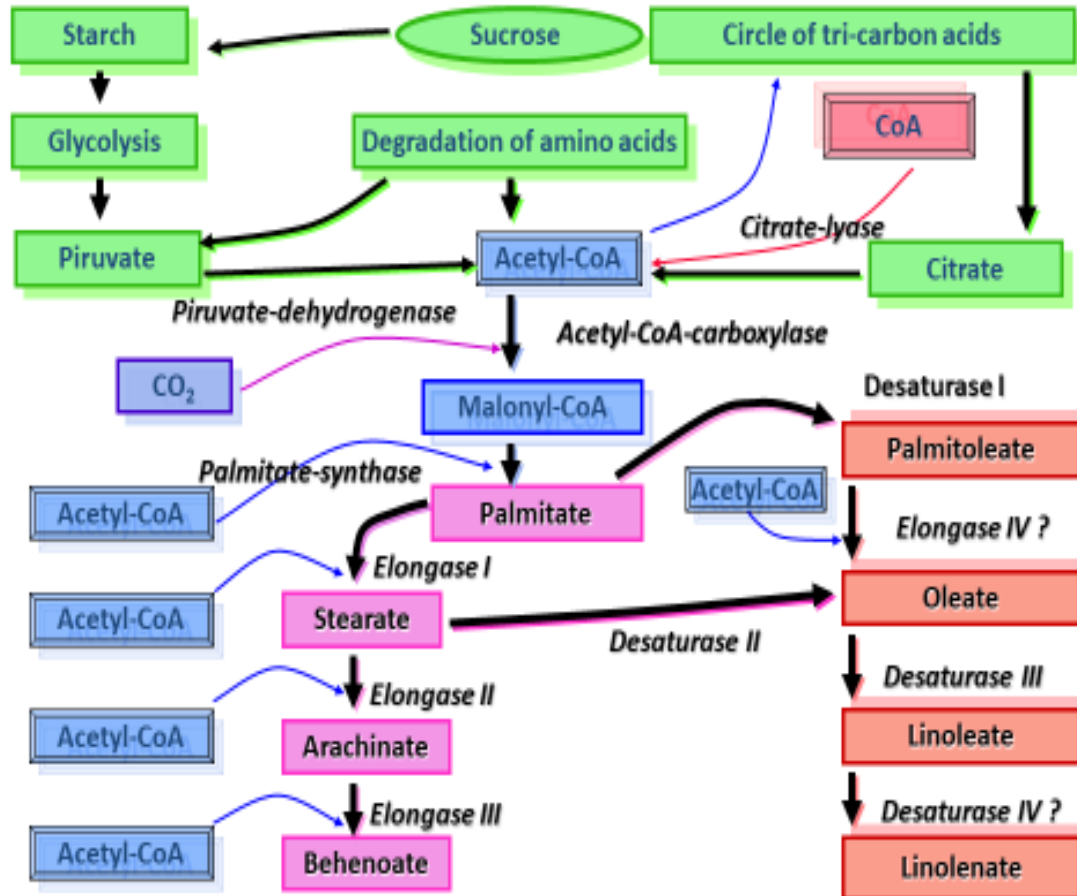 Starch
Sucrose
Circle of tri-carbon acids
CoA
Glycolysis
Degradation of amino acids
Citrate-lyase
Piruvate
Acetyl-CoA
Citrate
Piruvate-dehydrogenase
Acetyl-CoA-carboxylase
CO₂
Malonyl-CoA
Desaturase I
Palmitoleate
Palmitate-synthase
Acetyl-CoA
Palmitate
Acetyl-CoA
Elongase IV ?
Elongase I
Acetyl-CoA
Stearate
Oleate
Desaturase II
Elongase II
Desaturase III
Acetyl-CoA
Arachinate
Linoleate
Elongase III
Desaturase IV ?
Acetyl-CoA
Behenoate
Linolenate